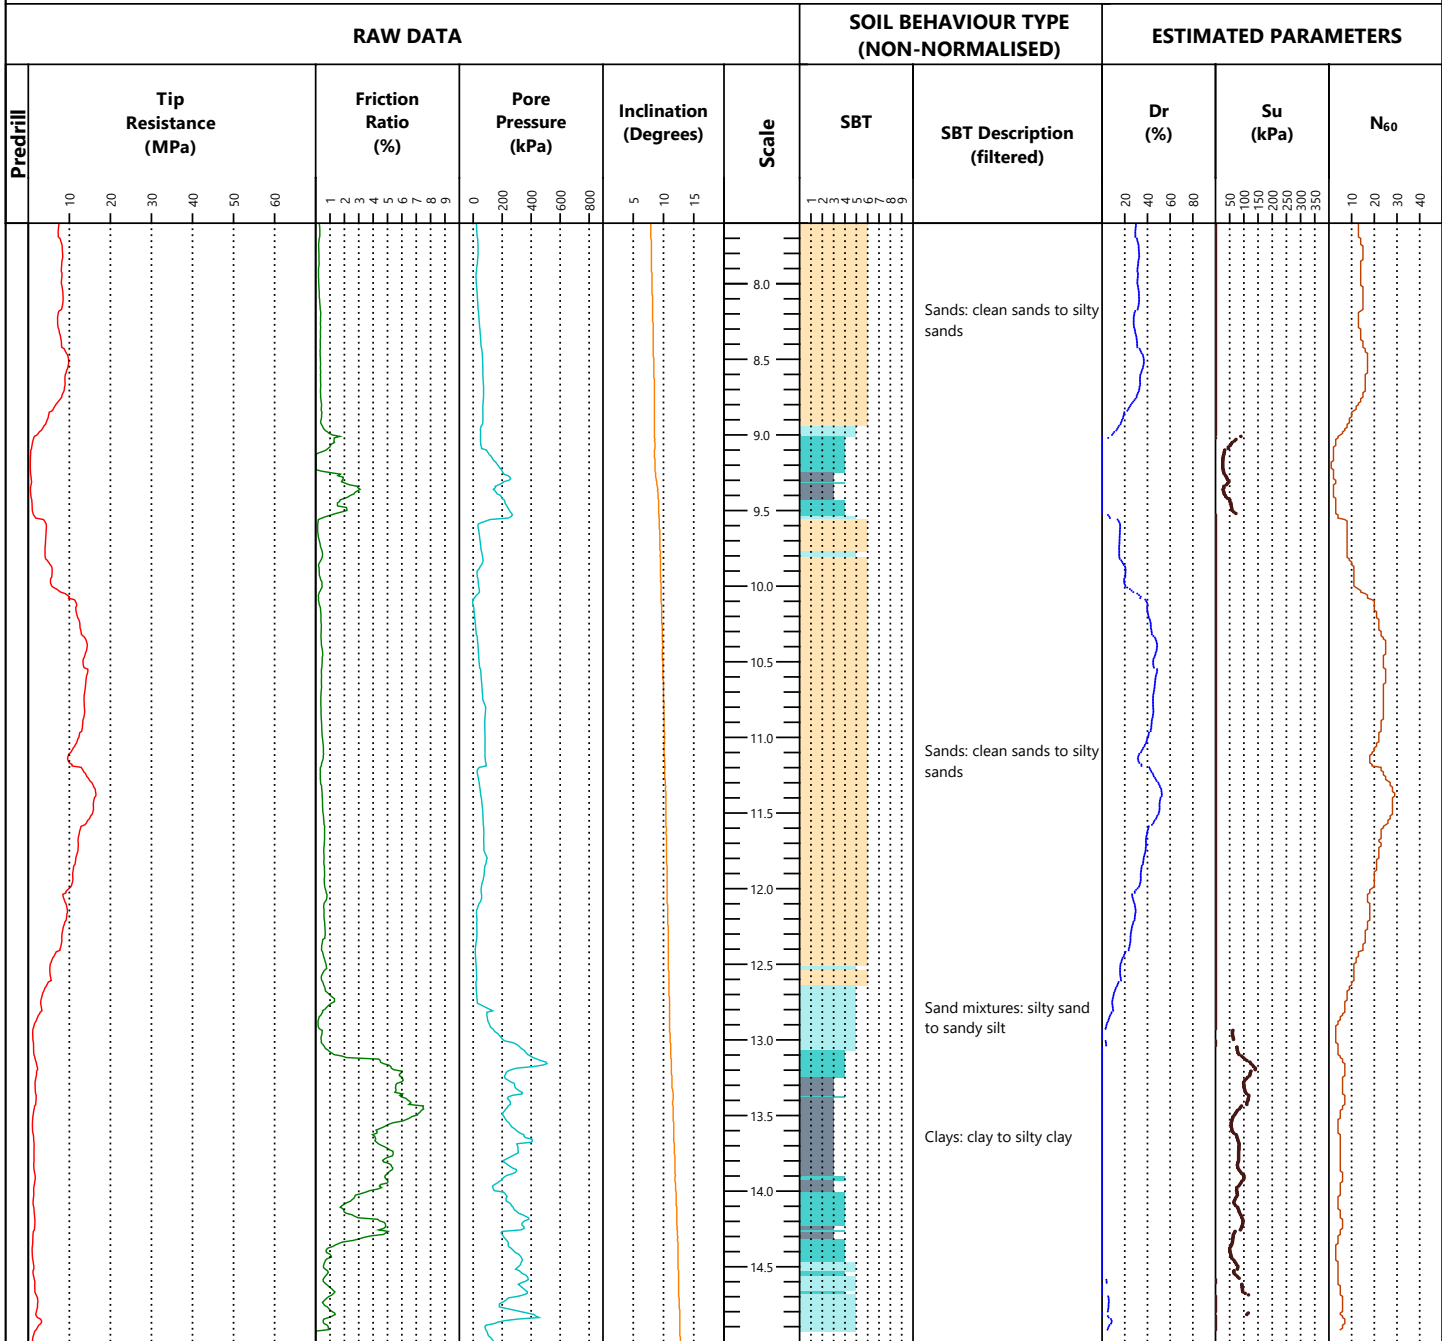 RAW DATA
SOIL BEHAVIOUR TYPE
(NON-NORMALISED)
ESTIMATED PARAMETERS
Predrill
Tip
Resistance
(MPa)
Friction
Ratio
(%)
Pore
Pressure
(kPa)
Inclination
(Degrees)
Scale
SBT
SBT Description
(filtered)
Dr
(%)
Su
(kPa)
N₆₀
10 20 30 40 50 60
1 2 3 4 5 6 7 8 9
0 200 400 600 800
5 10 15
1 2 3 4 5 6 7 8 9
20 40 60 80
50 100 150 200 250 300 350
10 20 30 40
8.0
Sands: clean sands to silty
sands
8.5
9.0
9.5
10.0
10.5
11.0
Sands: clean sands to silty
sands
11.5
12.0
12.5
Sand mixtures: silty sand
to sandy silt
13.0
13.5
Clays: clay to silty clay
14.0
14.5